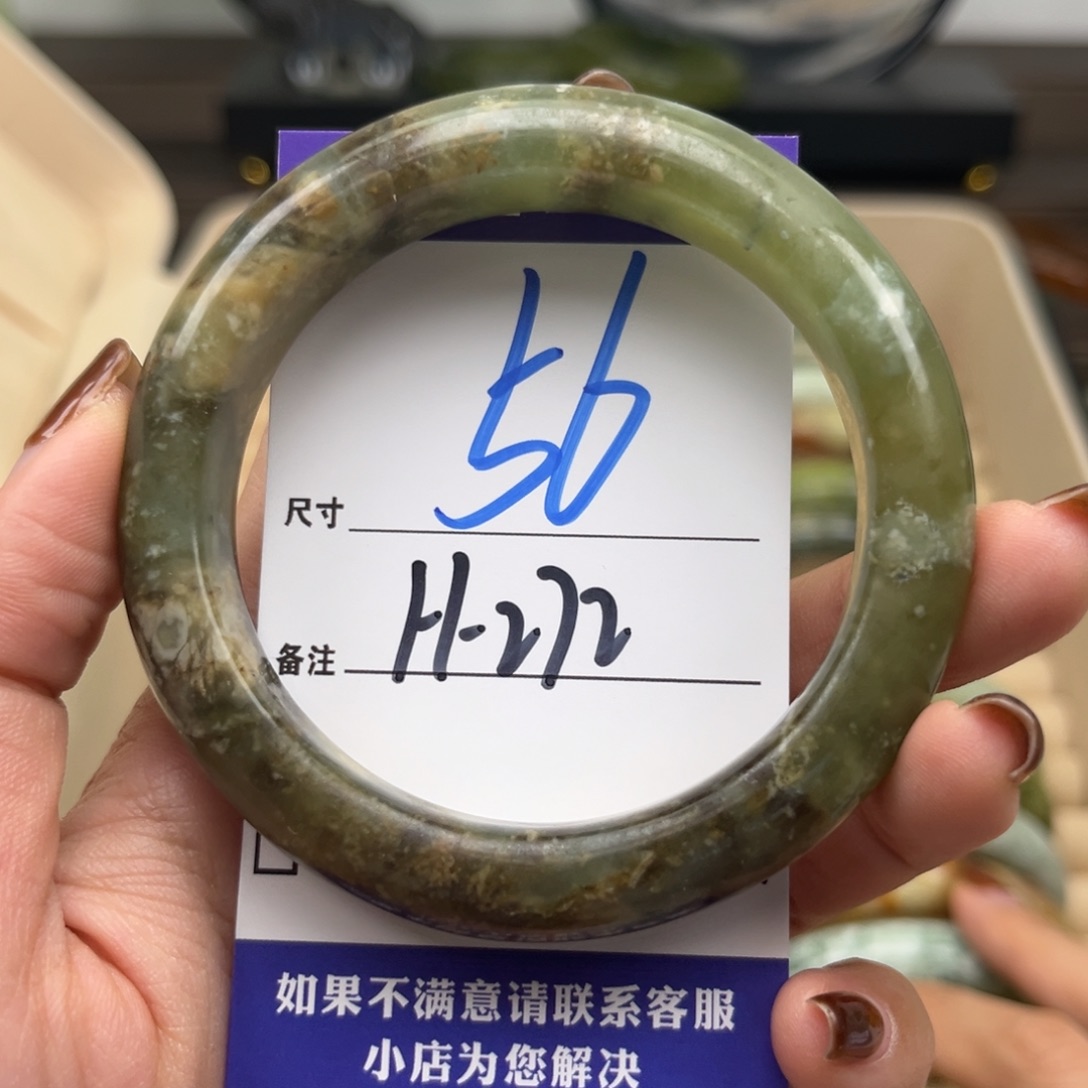 尺寸 56
备注 H-272
如果不满意请联系客服
小店为您解决